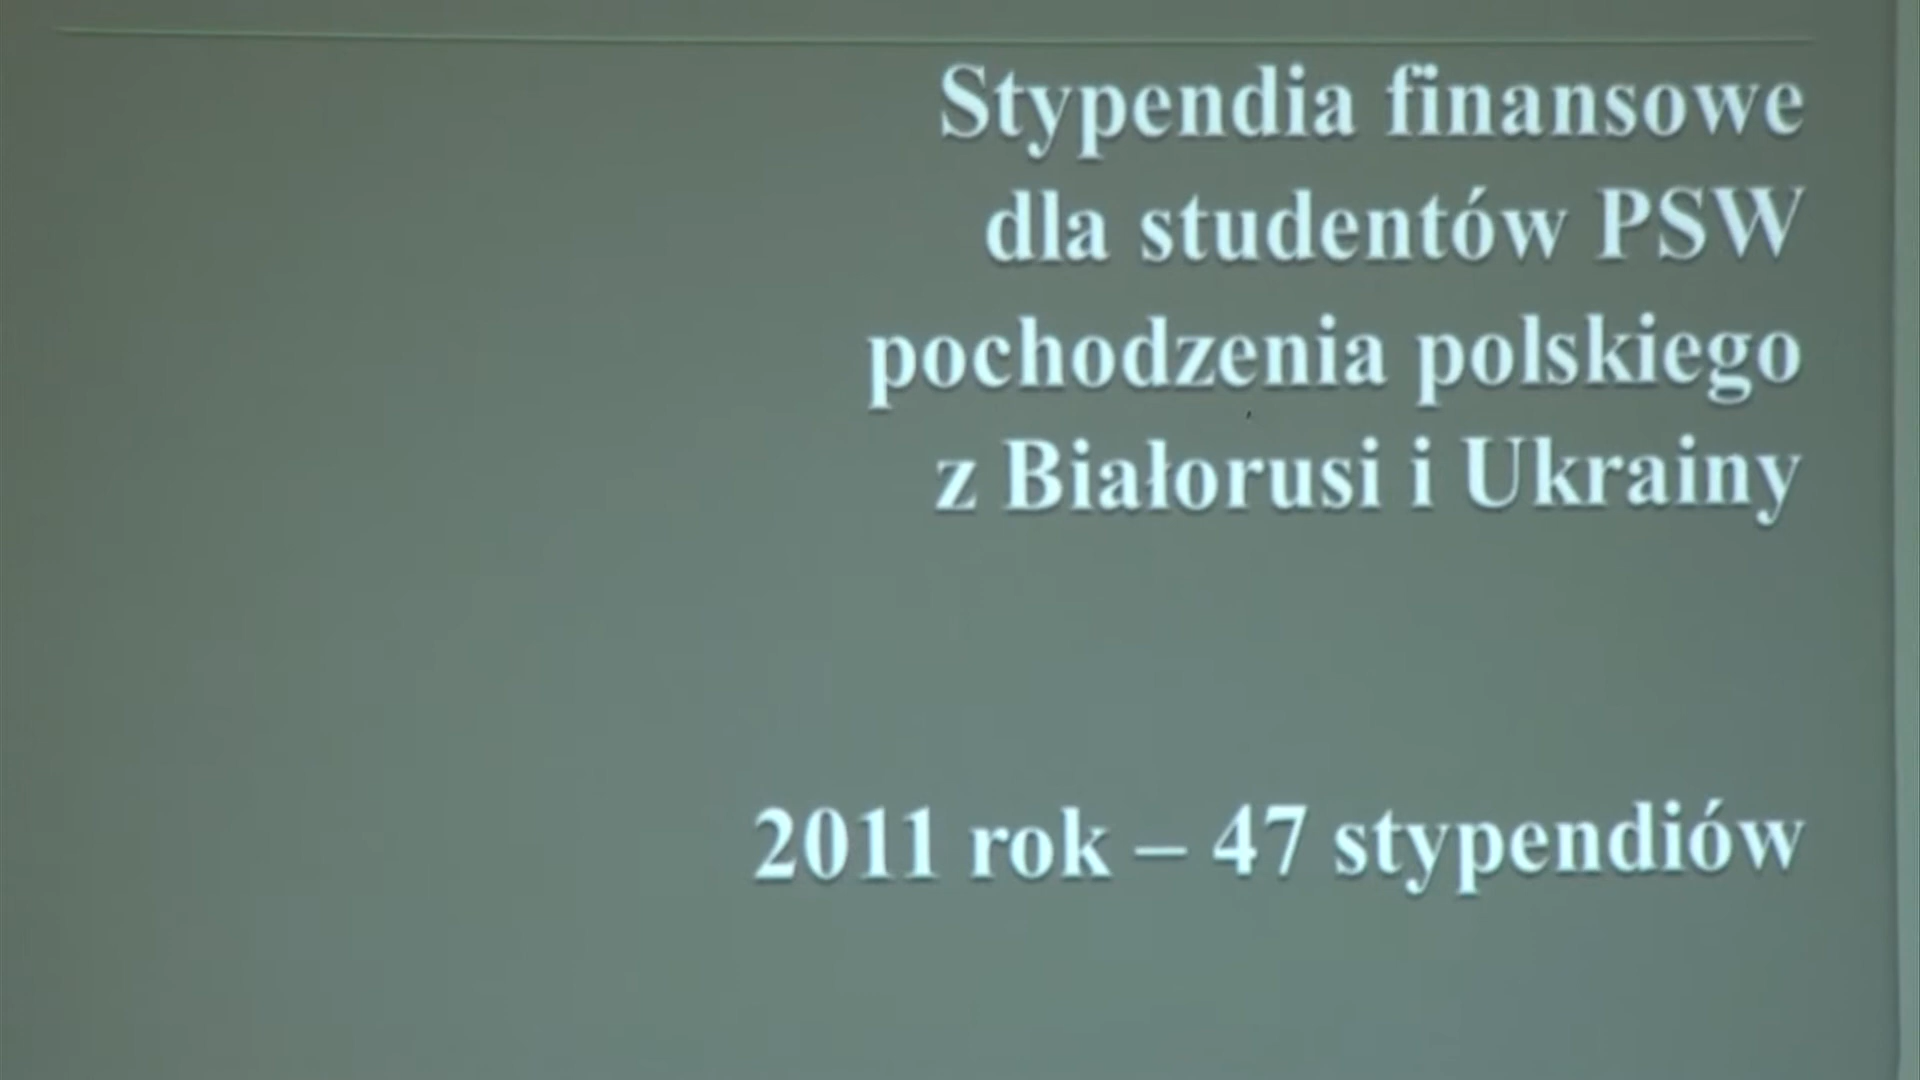 Stypendia finansowe
dla studentów PSW
pochodzenia polskiego
z Białorusi i Ukrainy
2011 rok – 47 stypendiów